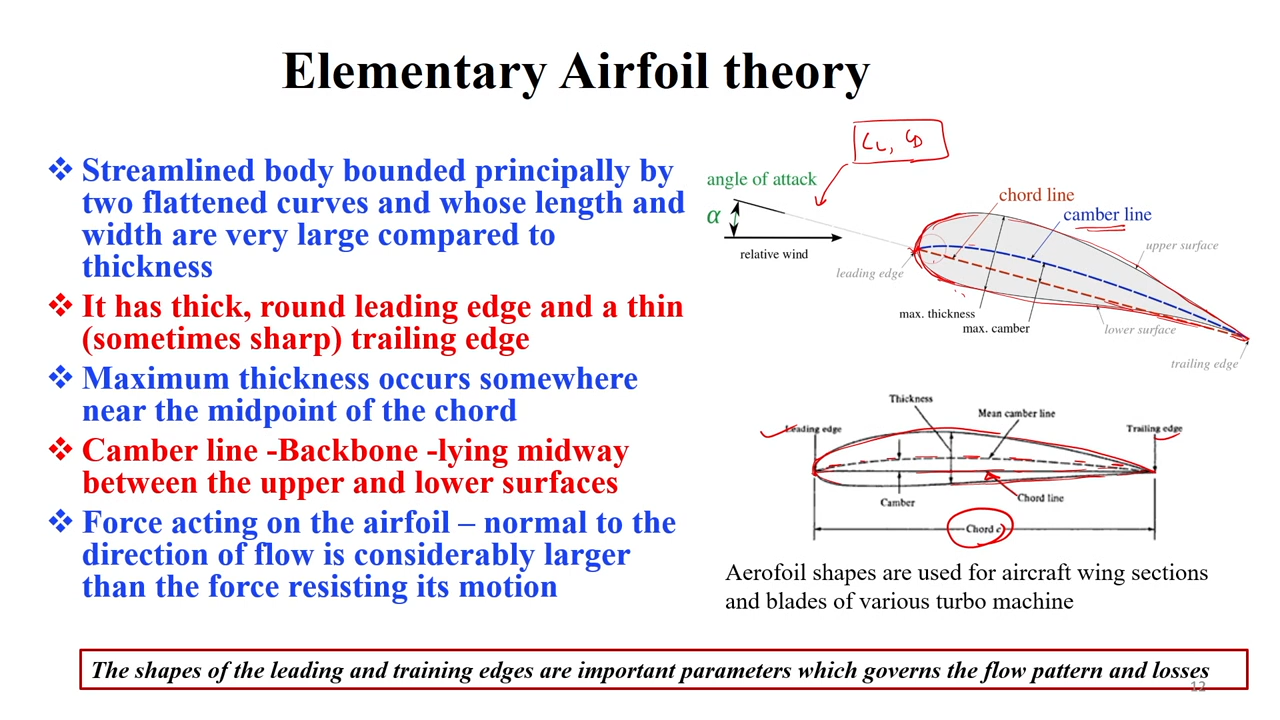 Elementary Airfoil theory
❖ Streamlined body bounded principally by
two flattened curves and whose length and
width are very large compared to
thickness
❖ It has thick, round leading edge and a thin
(sometimes sharp) trailing edge
❖ Maximum thickness occurs somewhere
near the midpoint of the chord
❖ Camber line -Backbone -lying midway
between the upper and lower surfaces
❖ Force acting on the airfoil – normal to the
direction of flow is considerably larger
than the force resisting its motion
CL, CD
angle of attack
α
relative wind
chord line
camber line
upper surface
leading edge
max. thickness
max. camber
lower surface
trailing edge
Thickness
Mean camber line
Leading edge
Trailing edge
Camber
Chord line
Chord c
Aerofoil shapes are used for aircraft wing sections
and blades of various turbo machine
The shapes of the leading and training edges are important parameters which governs the flow pattern and losses
12